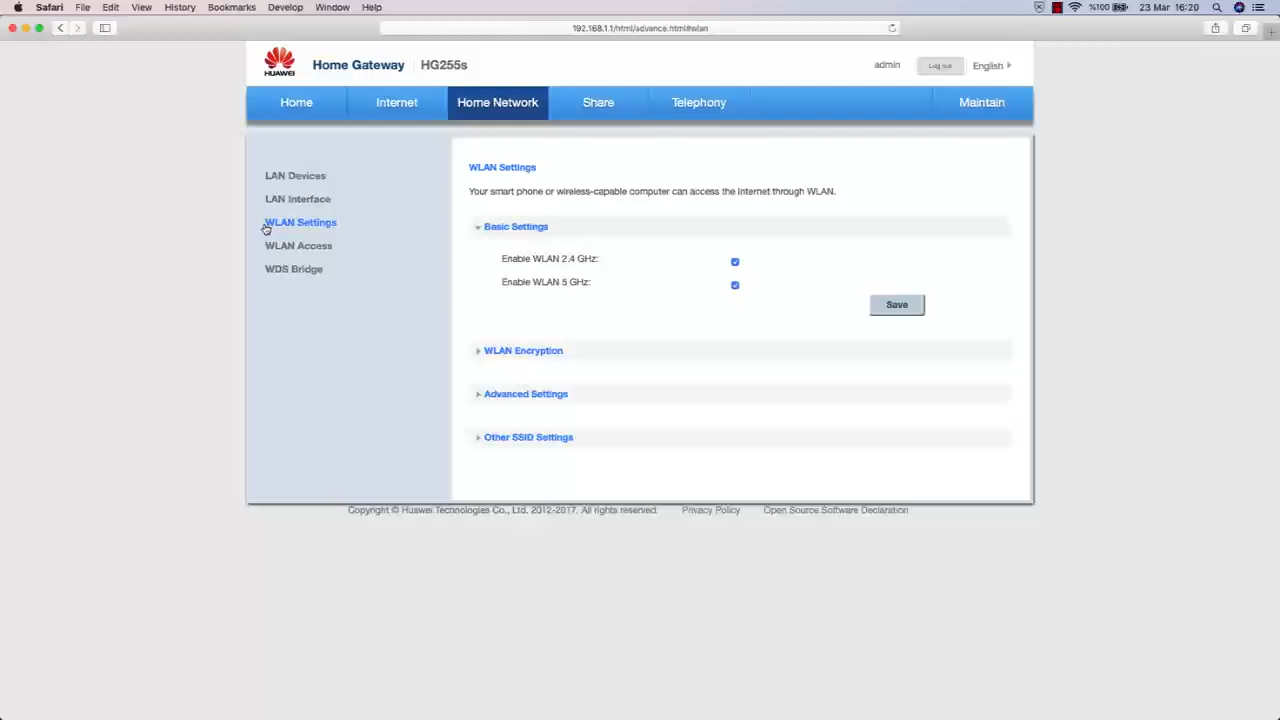 Safari File Edit View History Bookmarks Develop Window Help %100 23 Mar 16:20
192.168.1.1/html/advance.html#wlan
HUAWEI Home Gateway HG255s admin Log out English
Home Internet Home Network Share Telephony Maintain
LAN Devices
LAN Interface
WLAN Settings
WLAN Access
WDS Bridge
WLAN Settings
Your smart phone or wireless-capable computer can access the Internet through WLAN.
Basic Settings
Enable WLAN 2.4 GHz:
Enable WLAN 5 GHz:
Save
WLAN Encryption
Advanced Settings
Other SSID Settings
Copyright © Huawei Technologies Co., Ltd. 2012-2017. All rights reserved. Privacy Policy Open Source Software Declaration